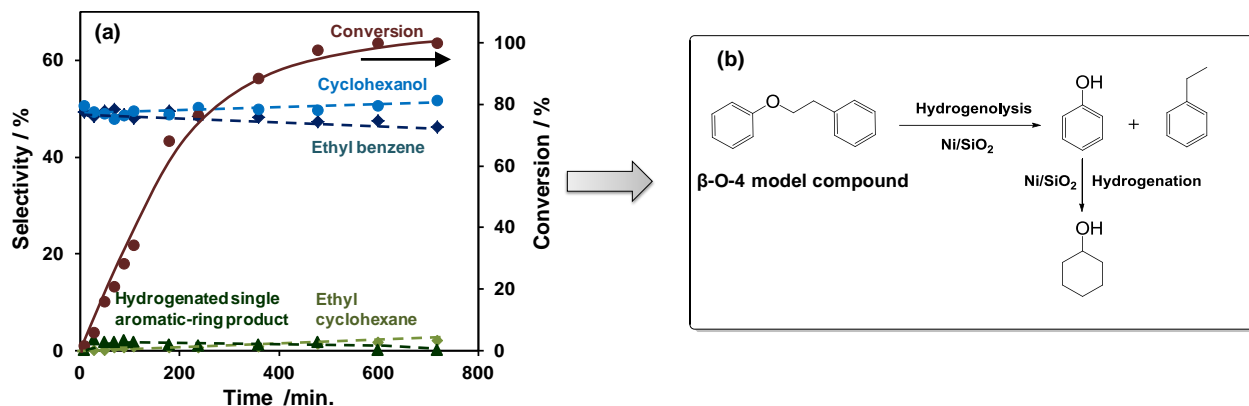 (a)
Conversion
Cyclohexanol
Ethyl benzene
Hydrogenated single
aromatic-ring product
Ethyl
cyclohexane
Selectivity / %
60
40
20
0
Conversion / %
100
80
60
40
20
0
0
200
400
600
800
Time /min.
(b)
O
β-O-4 model compound
Hydrogenolysis
Ni/SiO2
OH
+
Ni/SiO2
Hydrogenation
OH